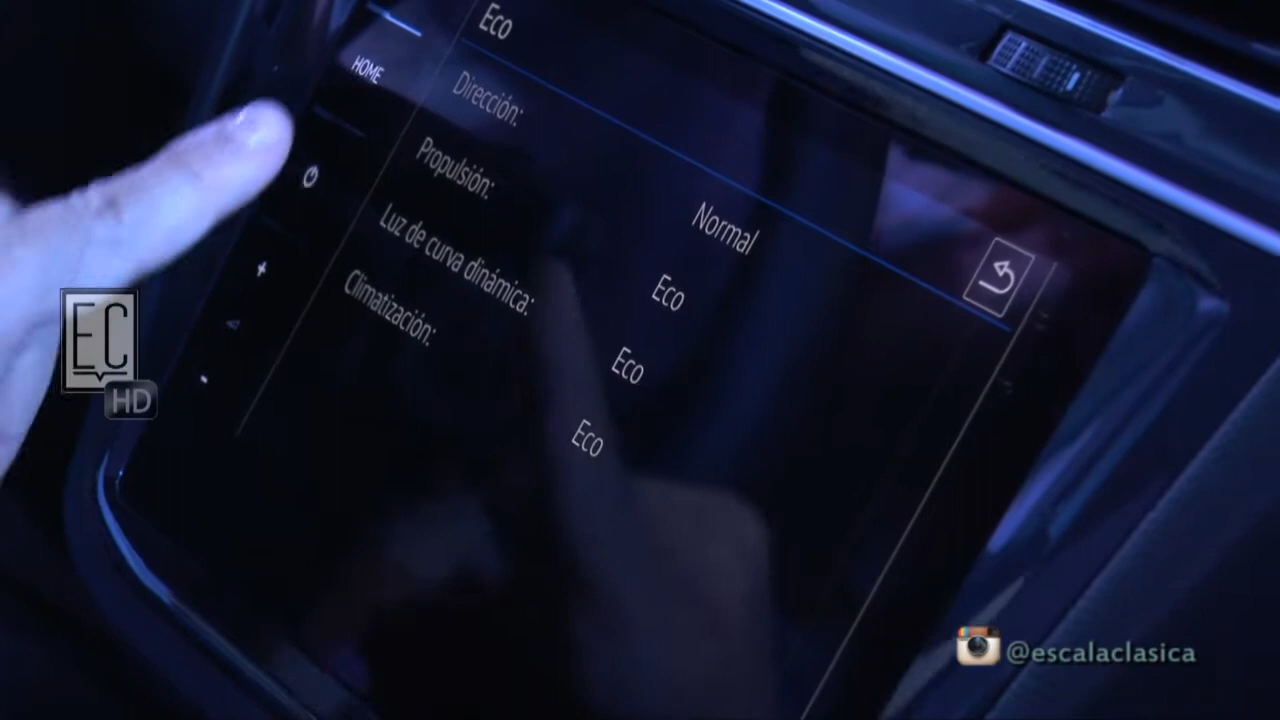 Eco
HOME
Dirección: Normal
Propulsión: Eco
Luz de curva dinámica: Eco
Climatización: Eco
EC
HD
@escalaclasica